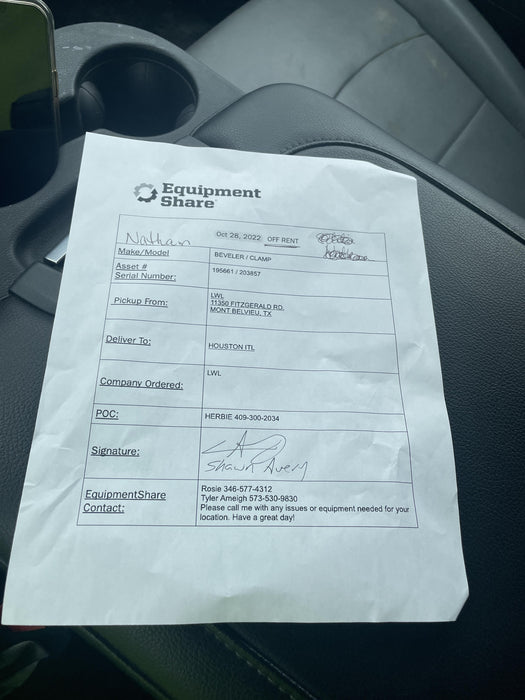 Equipment
Share
Nathan
Oct 28, 2022 OFF RENT
Make/Model
BEVELER / CLAMP
Asset #
Serial Number:
195661 / 203857
Pickup From:
LWL
11350 FITZGERALD RD.
MONT BELVIEU, TX
Deliver To:
HOUSTON ITL
Company Ordered:
LWL
POC:
HERBIE 409-300-2034
Signature:
Shawn Avery
EquipmentShare
Contact:
Rosie 346-577-4312
Tyler Ameigh 573-530-9830
Please call me with any issues or equipment needed for your
location. Have a great day!